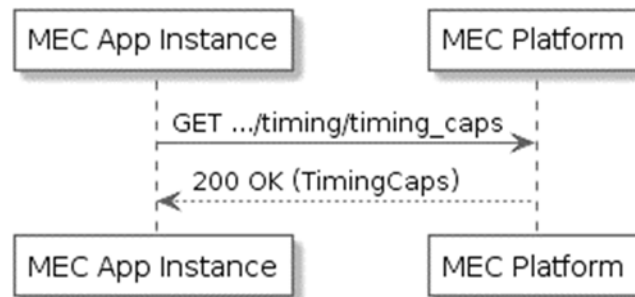 MEC App Instance
MEC Platform
GET .../timing/timing_caps
200 OK (TimingCaps)
MEC App Instance
MEC Platform